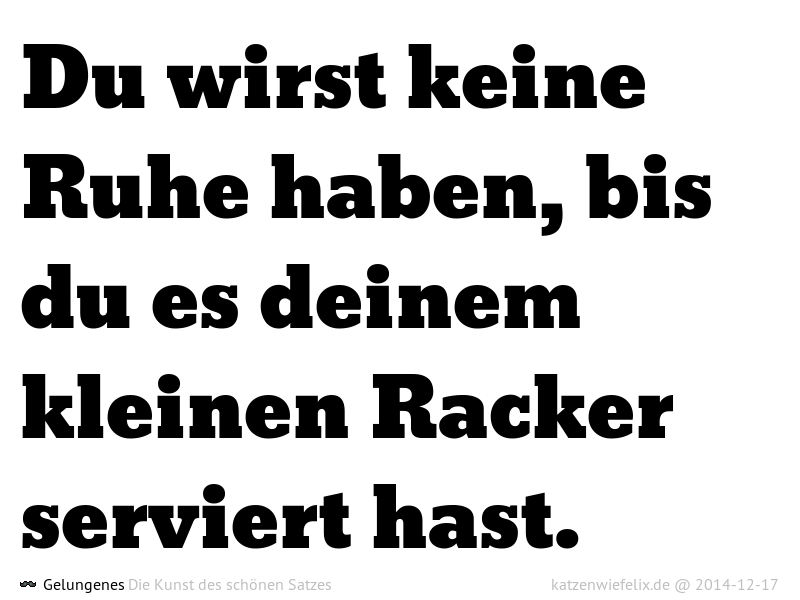 Du wirst keine
Ruhe haben, bis
du es deinem
kleinen Racker
serviert hast.
Gelungenes Die Kunst des schönen Satzes katzenwiefelix.de @ 2014-12-17